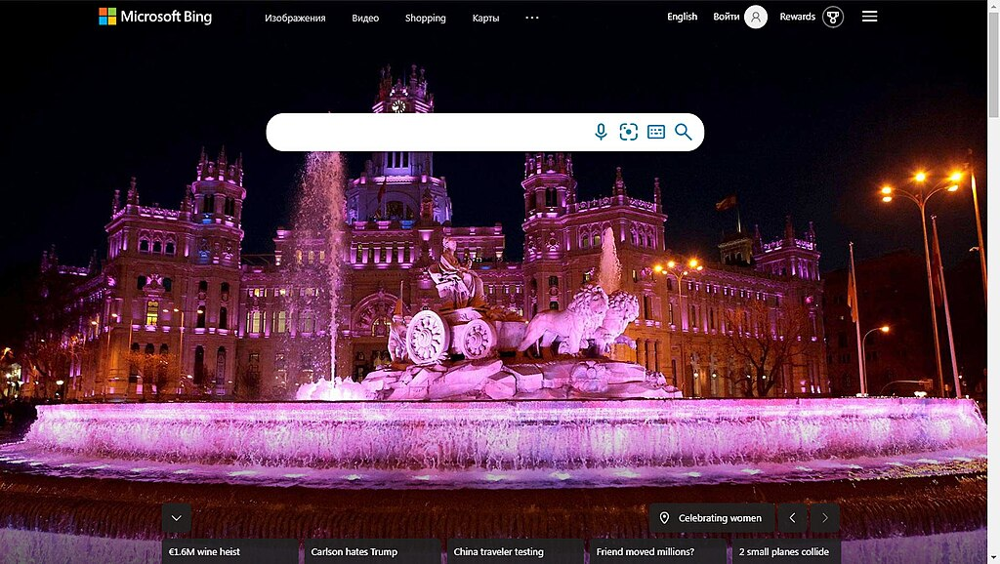 Microsoft Bing
Изображения Видео Shopping Карты ...
English Войти Rewards
Celebrating women
€1.6M wine heist
Carlson hates Trump
China traveler testing
Friend moved millions?
2 small planes collide